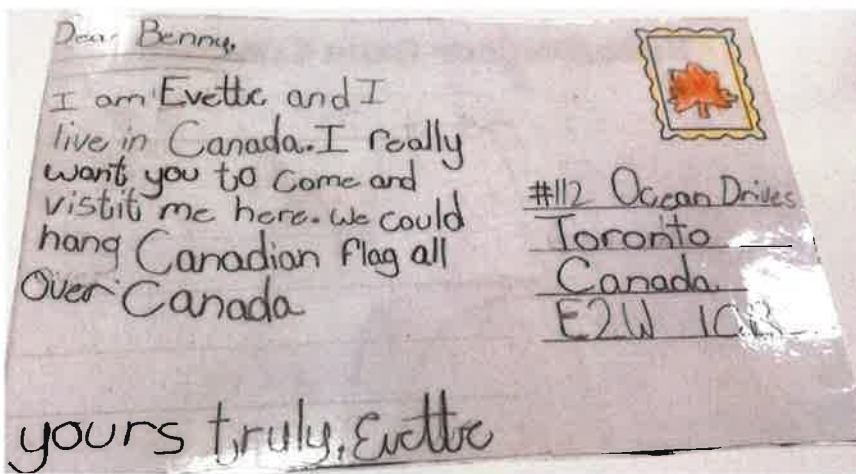 Dear Benny,
I am Evette and I
live in Canada. I really
want you to come and
vistit me here. We could
hang Canadian flag all
over Canada
#112 Ocean Drives
Toronto
Canada
E2W
yours truly, Evette